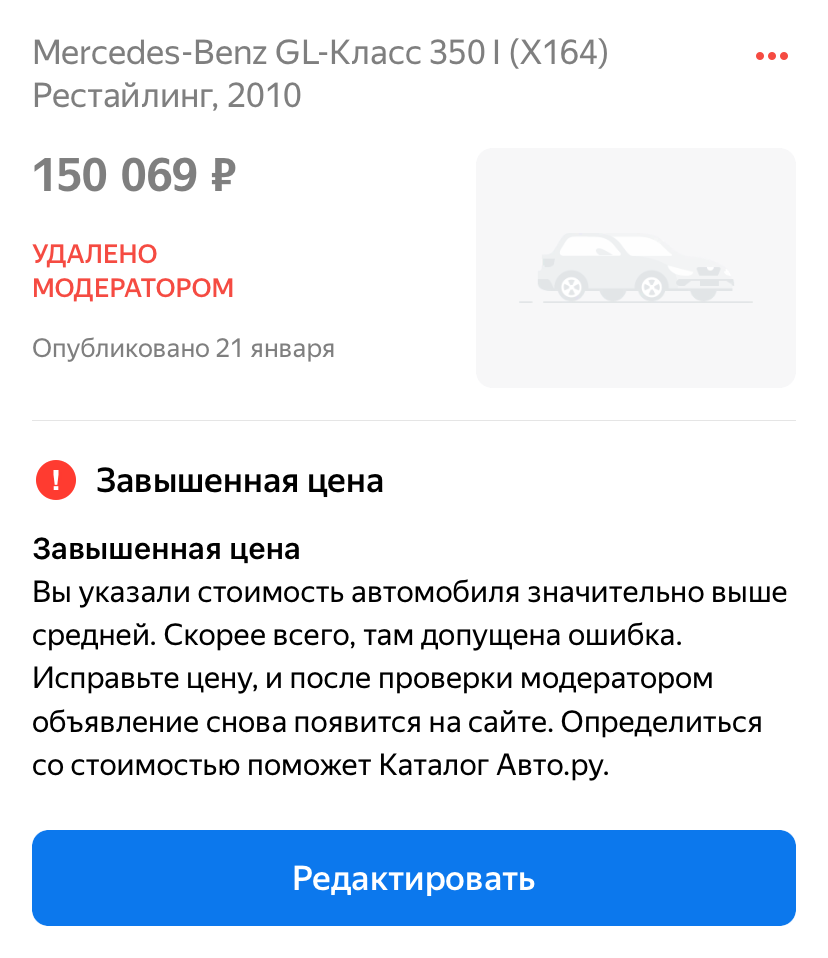 Mercedes-Benz GL-Класс 350 I (X164)
Рестайлинг, 2010
150 069 ₽
УДАЛЕНО
МОДЕРАТОРОМ
Опубликовано 21 января
Завышенная цена
Завышенная цена
Вы указали стоимость автомобиля значительно выше
средней. Скорее всего, там допущена ошибка.
Исправьте цену, и после проверки модератором
объявление снова появится на сайте. Определиться
со стоимостью поможет Каталог Авто.ру.
Редактировать